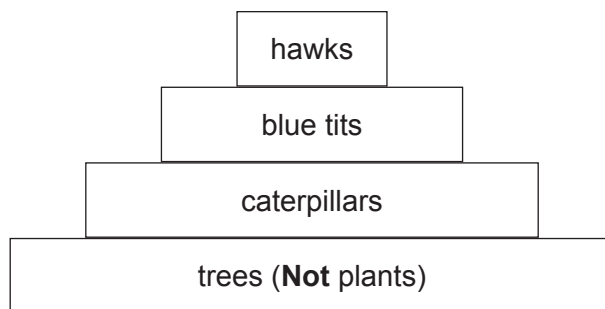 hawks
blue tits
caterpillars
trees (Not plants)